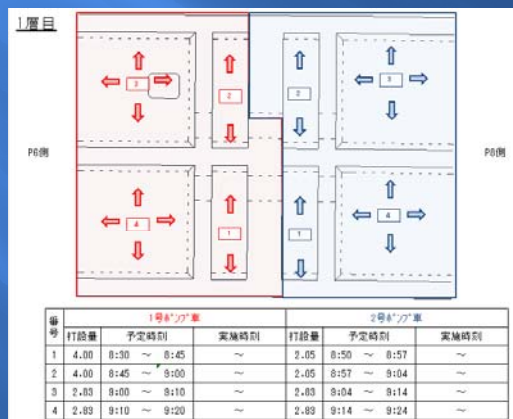 1層目
3 2 2 3
P6側 P8側
4 1 1 4
番号 1号ポンプ車 2号ポンプ車
打設量 予定時刻 実施時刻 打設量 予定時刻 実施時刻
1 4.00 8:30 ～ 8:45 ～ 2.05 8:50 ～ 8:57 ～
2 4.00 8:45 ～ 9:00 ～ 2.05 8:57 ～ 9:04 ～
3 2.83 9:00 ～ 9:10 ～ 2.83 9:04 ～ 9:14 ～
4 2.89 9:10 ～ 9:20 ～ 2.89 9:14 ～ 9:24 ～